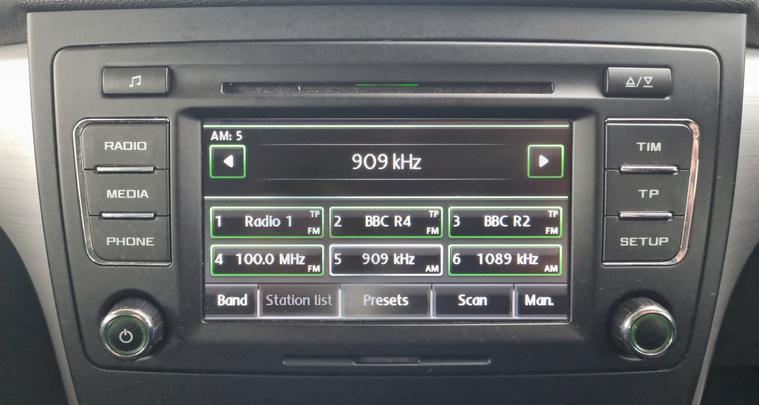 RADIO
MEDIA
PHONE
AM: 5
909 kHz
1 Radio 1 TP FM
2 BBC R4 TP FM
3 BBC R2 TP FM
4 100.0 MHz FM
5 909 kHz AM
6 1089 kHz AM
Band Station list Presets Scan Man.
TIM
TP
SETUP